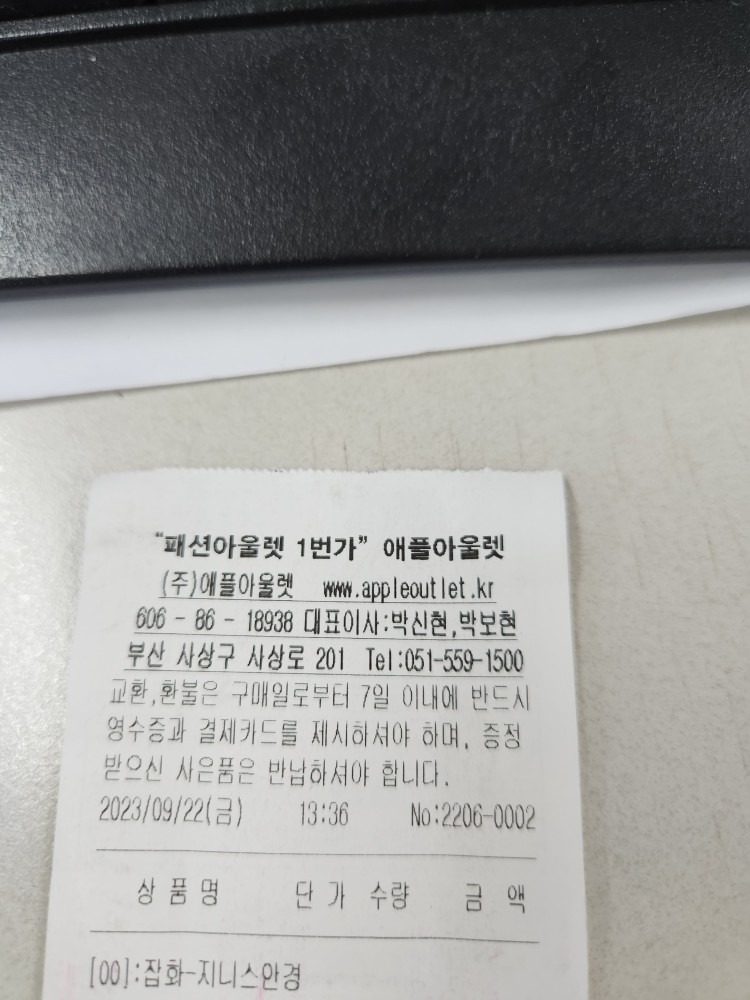 "패션아울렛 1번가" 애플아울렛
(주)애플아울렛 www.appleoutlet.kr
606 - 86 - 18938 대표이사:박신현,박보현
부산 사상구 사상로 201 Tel:051-559-1500
교환,환불은 구매일로부터 7일 이내에 반드시
영수증과 결제카드를 제시하셔야 하며, 증정
받으신 사은품은 반납하셔야 합니다.
2023/09/22(금) 13:36 No:2206-0002
상 품 명 단 가 수량 금 액
[00]:잡화-지니스안경